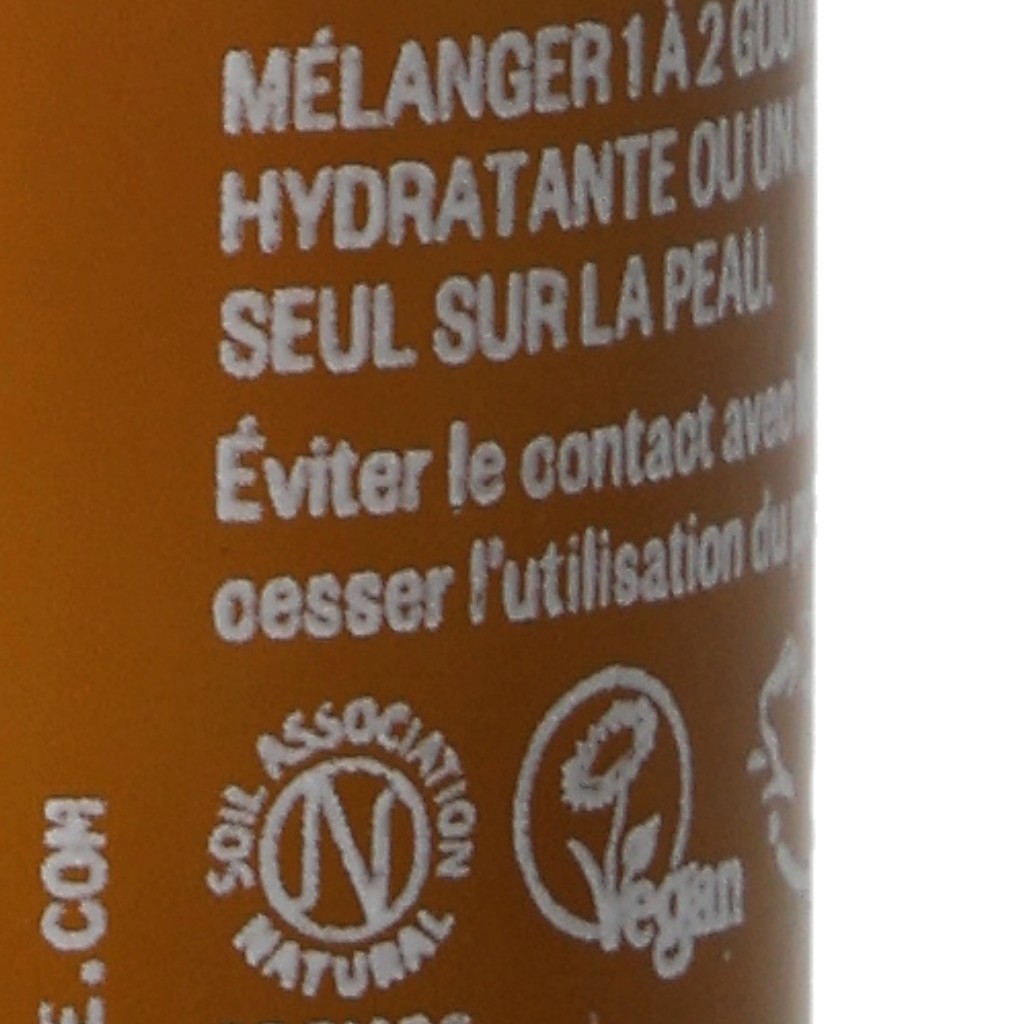 MÉLANGER 1 À 2
HYDRATANTE OU UN
SEUL SUR LA PEAU.
Éviter le contact avec
cesser l'utilisation du
SOIL ASSOCIATION
NATURAL
Vegan
.COM